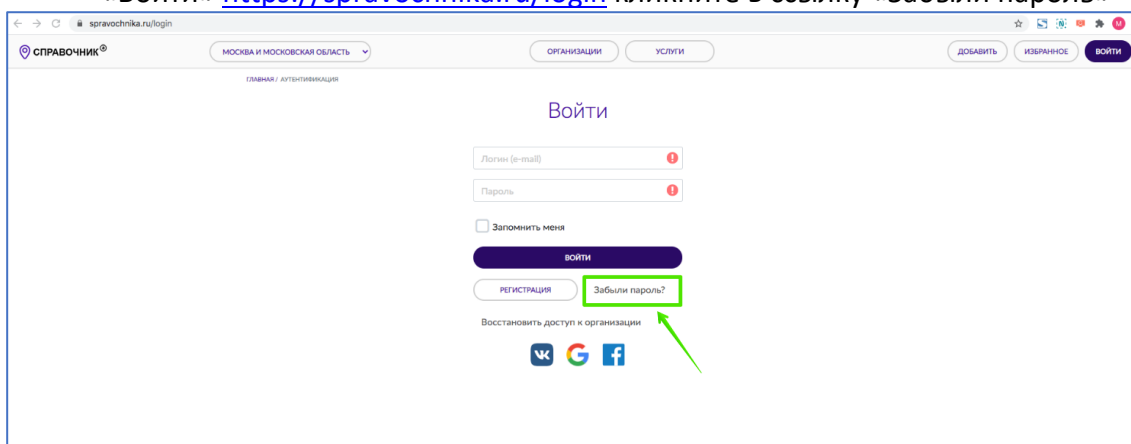 «Войти» https://spravochnika.ru/login кликните в ссылку «Забыли пароль»
spravochnika.ru/login
СПРАВОЧНИК®
МОСКВА И МОСКОВСКАЯ ОБЛАСТЬ
ОРГАНИЗАЦИИ
УСЛУГИ
ДОБАВИТЬ
ИЗБРАННОЕ
ВОЙТИ
ГЛАВНАЯ / АУТЕНТИФИКАЦИЯ
Войти
Логин (e-mail)
Пароль
Запомнить меня
ВОЙТИ
РЕГИСТРАЦИЯ
Забыли пароль?
Восстановить доступ к организации